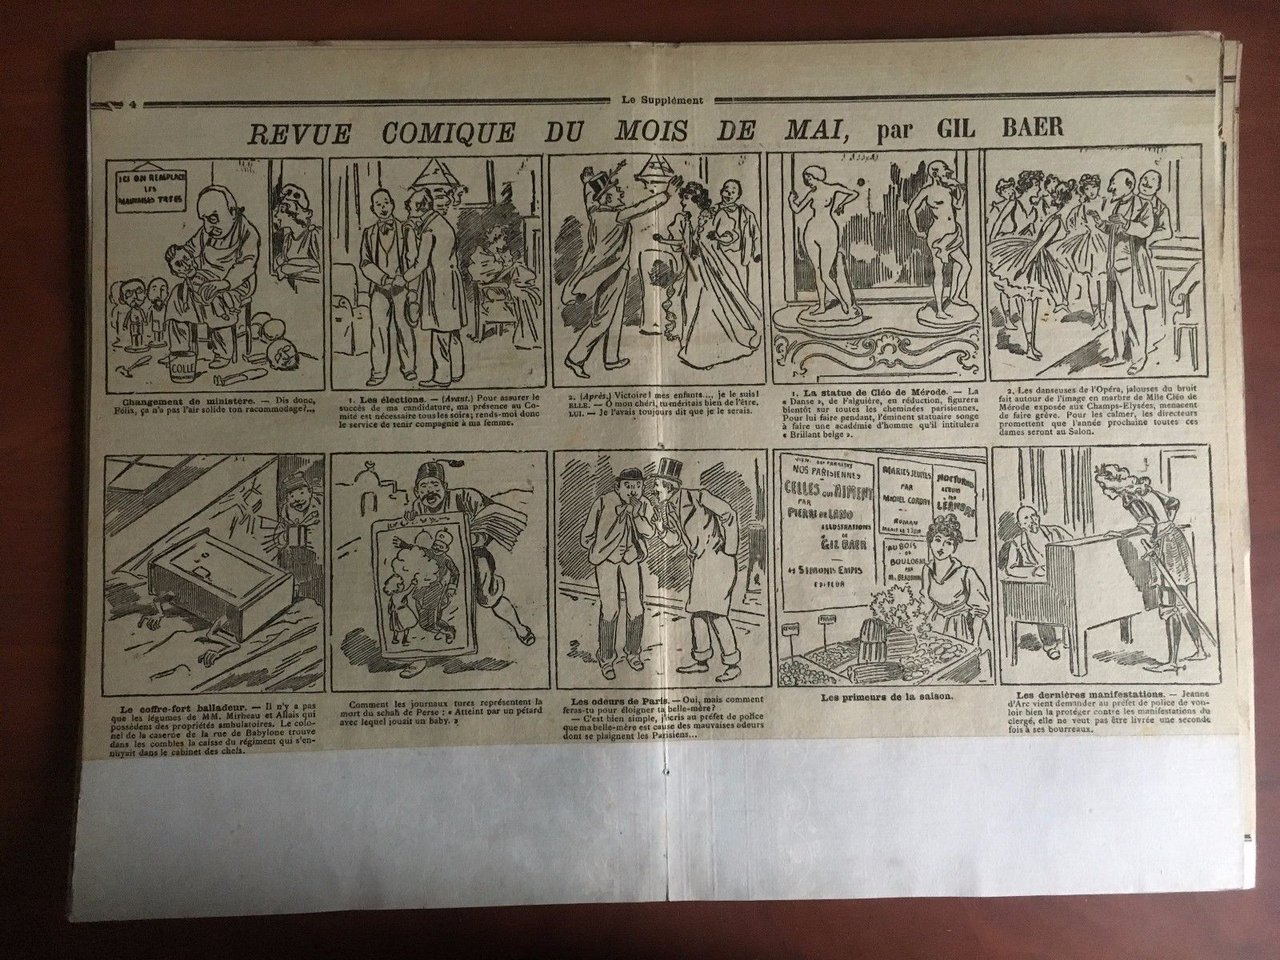 4
Le Supplément
REVUE COMIQUE DU MOIS DE MAI, par GIL BAER
ICI ON REMPLACE
LES
MAUVAISES TETES
COLLE
Changement de ministère. — Dis donc,
Félix, ça n'a pas l'air solide ton racommodage?...
1. Les élections. — (Avant.) Pour assurer le
succès de ma candidature, ma présence au Co-
mité est nécessaire tous les soirs; rends-moi donc
le service de tenir compagnie à ma femme.
2. (Après.) Victoire! mes enfants...., je le suis!
ELLE. — O mon chéri, tu méritais bien de l'être,
LUI. — Je l'avais toujours dit que je le serais.
1. La statue de Cléo de Mérode. — La
« Danse », de Falguière, en réduction, figurera
bientôt sur toutes les cheminées parisiennes.
Pour lui faire pendant, l'éminent statuaire songe
à faire une académie d'homme qu'il intitulera
« Brillant belge ».
2. Les danseuses de l'Opéra, jalouses du bruit
fait autour de l'image en marbre de Mlle Cléo de
Mérode exposée aux Champs-Elysées, menacent
de faire grève. Pour les calmer, les directeurs
promettent que l'année prochaine toutes ces
dames seront au Salon.
Le coffre-fort balladeur. — Il n'y a pas
que les légumes de MM. Mirbeau et Allais qui
possèdent des propriétés ambulatoires. Le colo-
nel de la caserne de la rue de Babylone trouve
dans les combles la caisse du régiment qui s'en-
nuyait dans le cabinet des chefs.
Comment les journaux turcs représentent la
mort du schah de Perse : « Atteint par un pétard
avec lequel jouait un baby. »
Les odeurs de Paris. — Oui, mais comment
feras-tu pour éloigner ta belle-mère?
— C'est bien simple, j'écris au préfet de police
que ma belle-mère est cause des mauvaises odeurs
dont se plaignent les Parisiens...
NOS PARISIENNES
CELLES QUI AIMENT
PAR
PIERRE DE LANO
ILLUSTRATIONS
DE
GIL BAER
H SIMONIS EMPIS
EDITEUR
MARIES JEUNES
PAR
MICHEL CORDAY
ROMAN
NOCTURNES
LEANDRE
AU BOIS
DE
BOULOGNE
PAR
Les primeurs de la saison.
Les dernières manifestations. — Jeanne
d'Arc vient demander au préfet de police de vou-
loir bien la protéger contre les manifestations du
clergé, elle ne veut pas être livrée une seconde
fois à ses bourreaux.